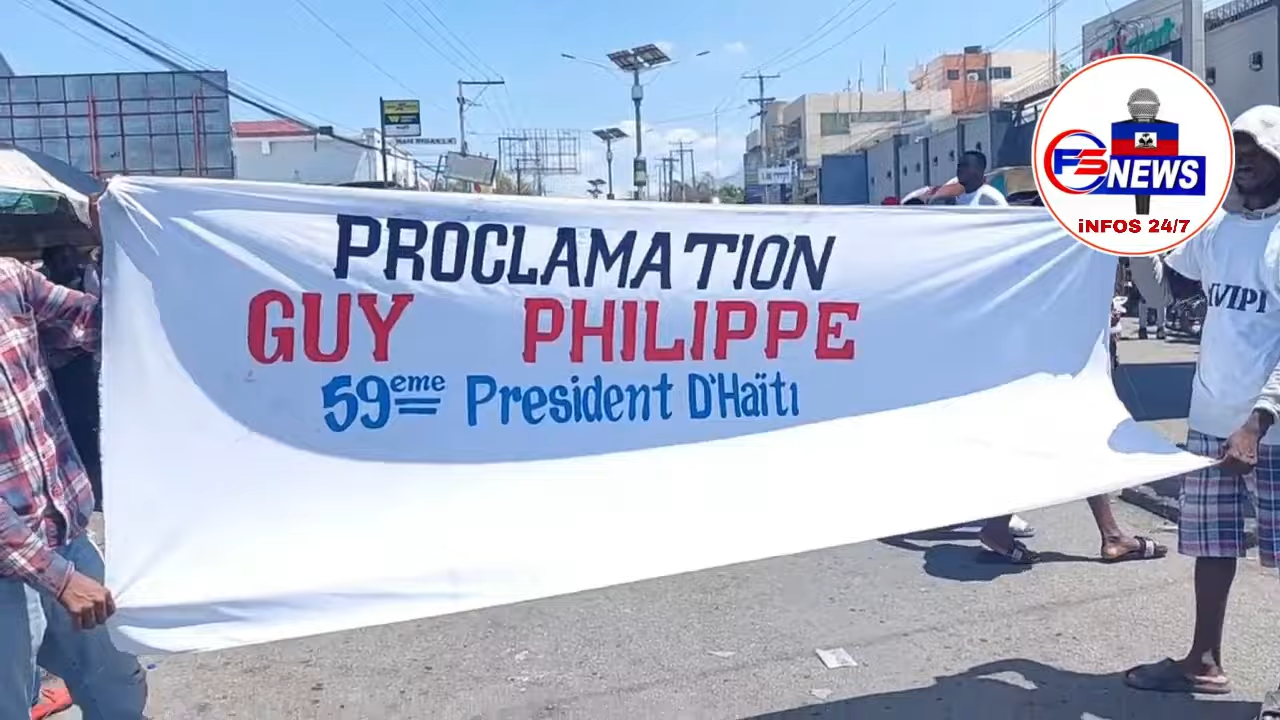 PROCLAMATION
GUY PHILIPPE
59eme President D'Haïti
FS NEWS
iNFOS 24/7